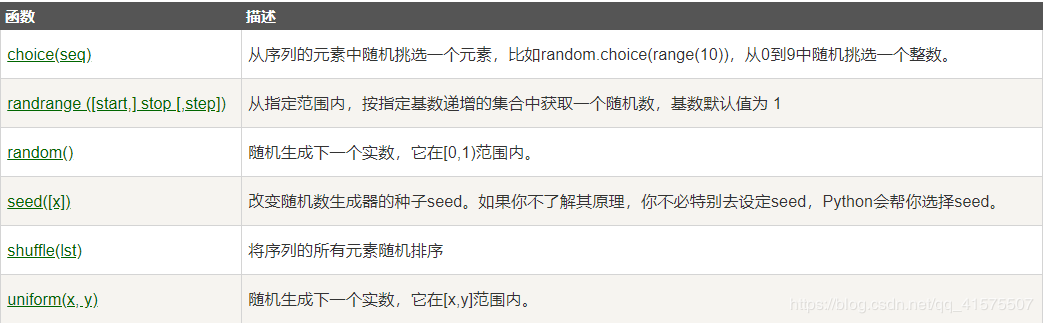 函数 描述
choice(seq) 从序列的元素中随机挑选一个元素，比如random.choice(range(10))，从0到9中随机挑选一个整数。
randrange ([start,] stop [,step]) 从指定范围内，按指定基数递增的集合中获取一个随机数，基数默认值为 1
random() 随机生成下一个实数，它在[0,1)范围内。
seed([x]) 改变随机数生成器的种子seed。如果你不了解其原理，你不必特别去设定seed，Python会帮你选择seed。
shuffle(lst) 将序列的所有元素随机排序
uniform(x, y) 随机生成下一个实数，它在[x,y]范围内。
https://blog.csdn.net/qq_41575507